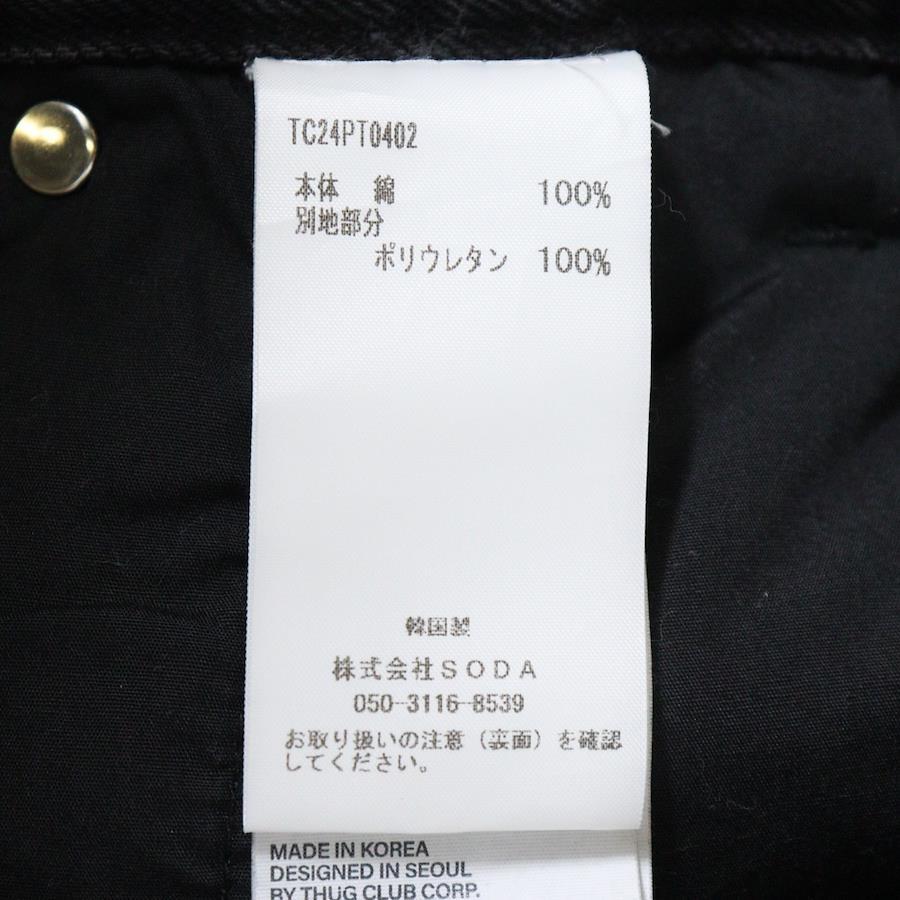 TC24PT0402
本体 綿 100%
別地部分
ポリウレタン 100%
韓国製
株式会社SODA
050-3116-8539
お取り扱いの注意(裏面)を確認
してください。
MADE IN KOREA
DESIGNED IN SEOUL
BY THUG CLUB CORP.